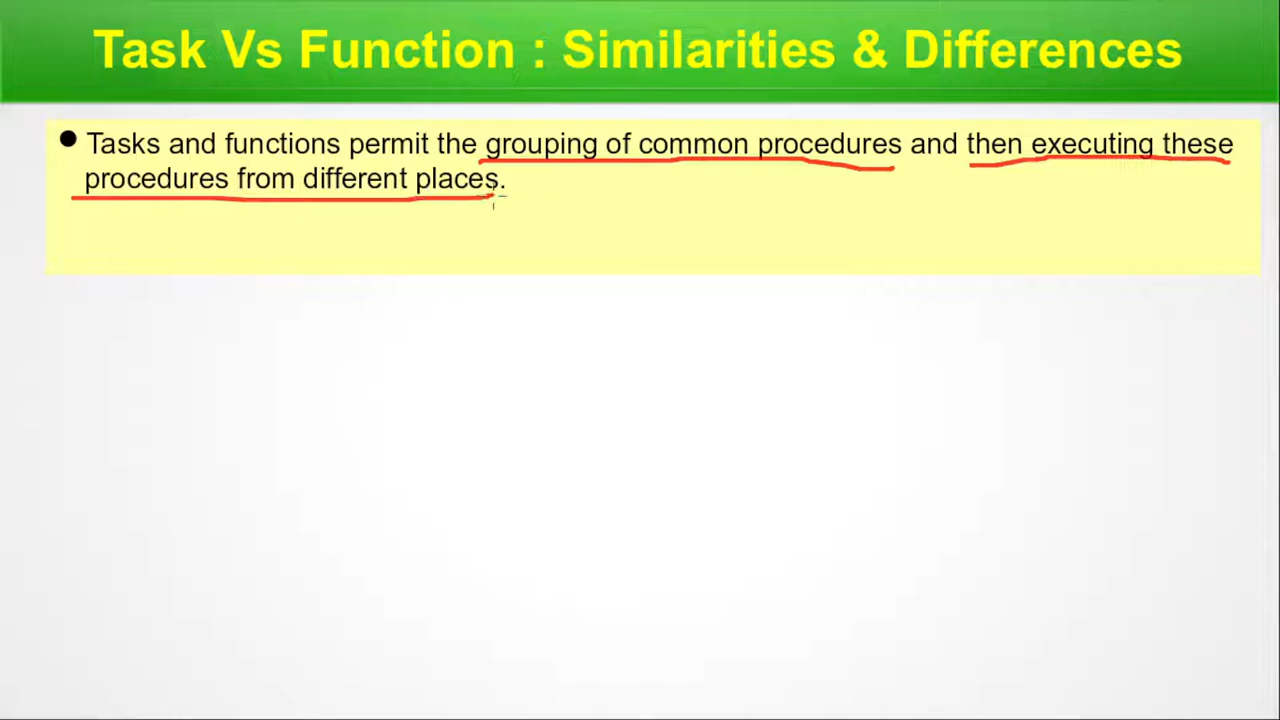 Task Vs Function : Similarities & Differences
● Tasks and functions permit the grouping of common procedures and then executing these
procedures from different places.